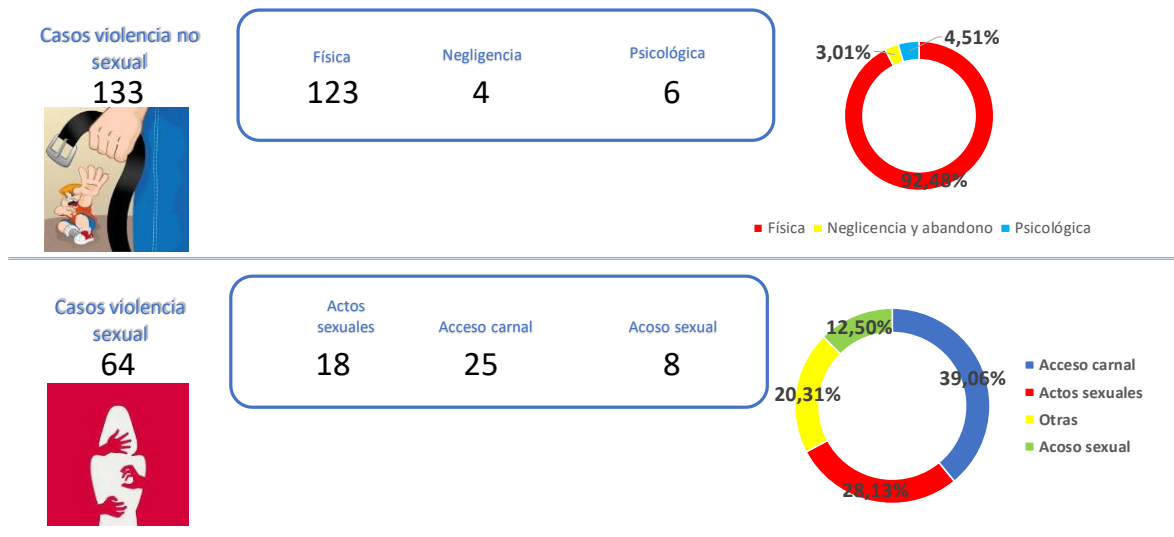 Casos violencia no
sexual
133
Física
Negligencia
Psicológica
123
4
6
3,01%
4,51%
92,48%
Física
Neglicencia y abandono
Psicológica
Casos violencia
sexual
64
Actos
sexuales
Acceso carnal
Acoso sexual
18
25
8
12,50%
39,06%
20,31%
28,13%
Acceso carnal
Actos sexuales
Otras
Acoso sexual